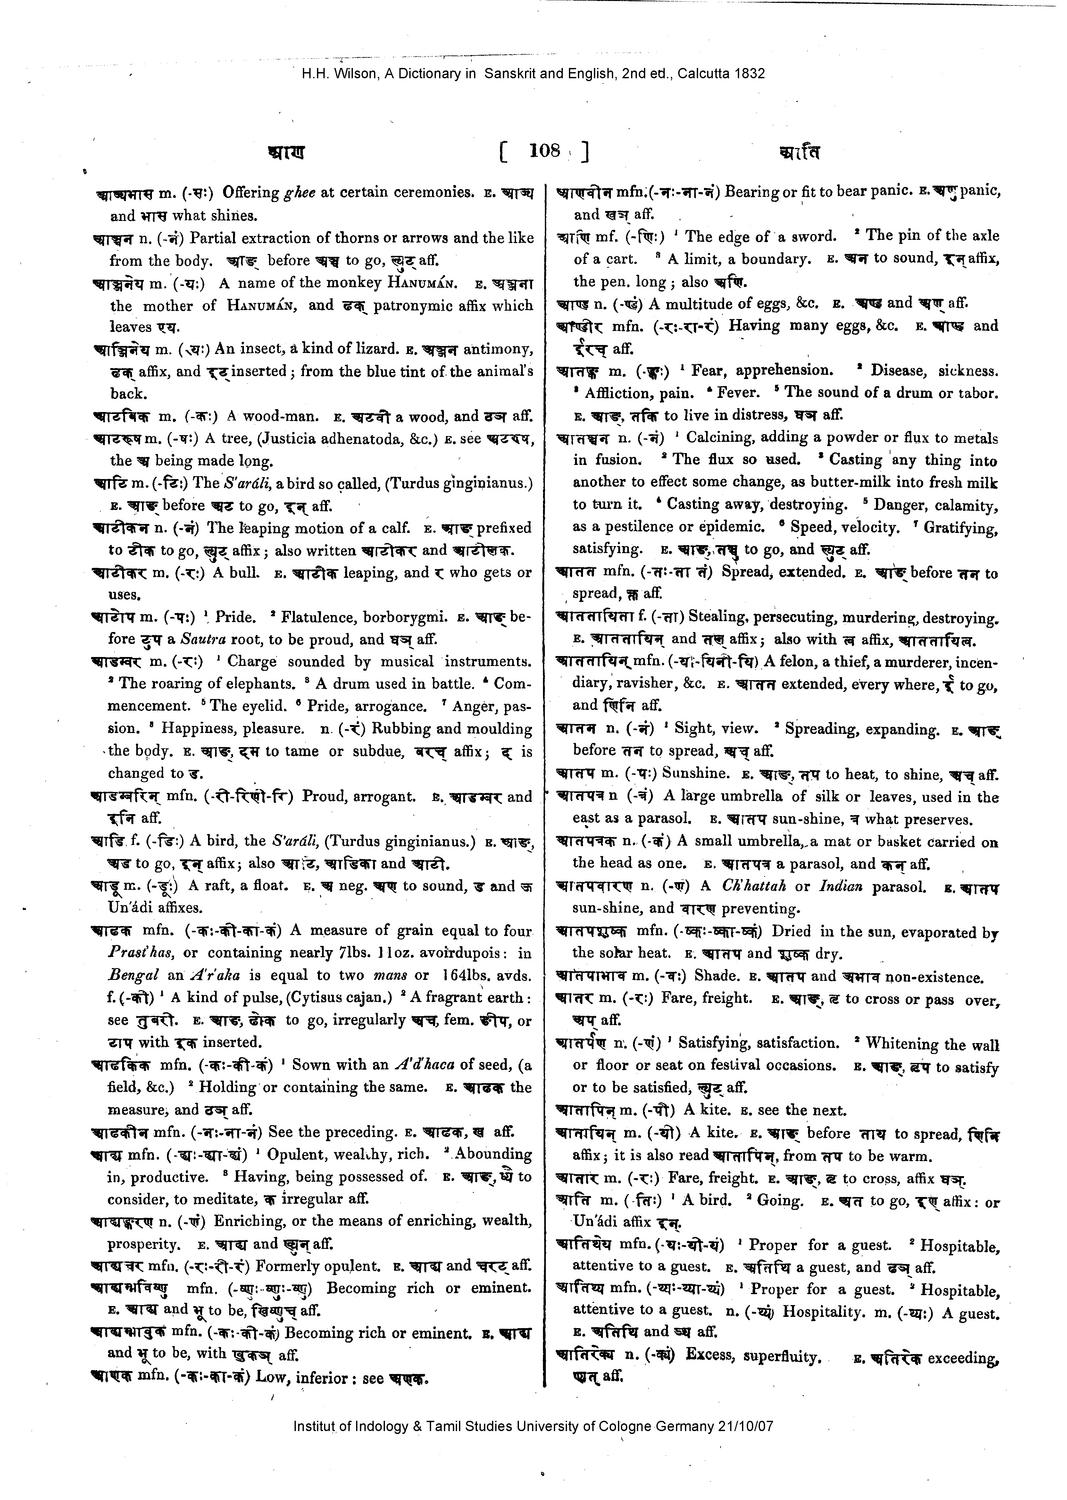 H.H. Wilson, A Dictionary in Sanskrit and English, 2nd ed., Calcutta 1832
आण [ 108 ] आति
आज्यभास m. (-सः) Offering ghee at certain ceremonies. E. आज्य
and भास what shines.
आञ्चन n. (-नं) Partial extraction of thorns or arrows and the like
from the body. आङ् before अञ्च to go, ल्युट् aff.
आञ्जनेय m. (-यः) A name of the monkey HANUMÁN. E. अञ्जना
the mother of HANUMÁN, and ढक् patronymic affix which
leaves एय.
आञ्जिनेय m. (-यः) An insect, a kind of lizard. E. अञ्जन antimony,
ढक् affix, and इट् inserted; from the blue tint of the animal's
back.
आटविक m. (-कः) A wood-man. E. अटवी a wood, and ठञ् aff.
आटरूष m. (-षः) A tree, (Justicia adhenatoda, &c.) E. see अटरुष,
the अ being made long.
आटि m. (-टिः) The S'aráli, a bird so called, (Turdus ginginianus.)
E. आङ् before अट to go, इन् aff.
आटीकन n. (-नं) The leaping motion of a calf. E. आङ् prefixed
to टीक to go, ल्युट् affix; also written आटीकर and आटीलक.
आटीकर m. (-रः) A bull. E. आटीक leaping, and र who gets or
uses.
आटोप m. (-पः) ¹ Pride. ² Flatulence, borborygmi. E. आङ् be-
fore टुप a Sautra root, to be proud, and घञ् aff.
आडम्बर m. (-रः) ¹ Charge sounded by musical instruments.
² The roaring of elephants. ³ A drum used in battle. ⁴ Com-
mencement. ⁵ The eyelid. ⁶ Pride, arrogance. ⁷ Anger, pas-
sion. ⁸ Happiness, pleasure. n. (-रं) Rubbing and moulding
the body. E. आङ्, दम to tame or subdue, वरच् affix; द is
changed to ड.
आडम्बरिन् mfn. (-री-रिणी-रि) Proud, arrogant. E. आडम्बर and
इनि aff.
आडि f. (-डिः) A bird, the S'aráli, (Turdus ginginianus.) E. आङ्,
अड to go, इन् affix; also आटि, आडिका and आटी.
आडू m. (-डूः) A raft, a float. E. अ neg. अण to sound, ड and ऊ
Un'ádi affixes.
आढक mfn. (-कः-की-का-कं) A measure of grain equal to four
Prast'has, or containing nearly 7lbs. 11oz. avoirdupois: in
Bengal an A'r'aka is equal to two mans or 164lbs. avds.
f. (-की) ¹ A kind of pulse, (Cytisus cajan.) ² A fragrant earth:
see तुवरी. E. आङ्, ढौक to go, irregularly अच्, fem. ङीप्, or
टाप with इक inserted.
आढकिक mfn. (-कः-की-कं) ¹ Sown with an A'd'haca of seed, (a
field, &c.) ² Holding or containing the same. E. आढक the
measure, and ठञ् aff.
आढकीन mfn. (-नः-ना-नं) See the preceding. E. आढक, ख aff.
आढ्य mfn. (-ढ्यः-ढ्या-ढ्यं) ¹ Opulent, wealthy, rich. ² Abounding
in, productive. ³ Having, being possessed of. E. आङ्, ध्यै to
consider, to meditate, क irregular aff.
आढ्यङ्करण n. (-णं) Enriching, or the means of enriching, wealth,
prosperity. E. आढ्य and ख्युन् aff.
आढ्यचर mfn. (-रः-री-रं) Formerly opulent. E. आढ्य and चरट् aff.
आढ्यम्भविष्णु mfn. (-ष्णुः-ष्णुः-ष्णु) Becoming rich or eminent.
E. आढ्य and भू to be, खिष्णुच् aff.
आढ्यम्भावुक mfn. (-कः-की-कं) Becoming rich or eminent. E. आढ्य
and भू to be, with खुकञ् aff.
आणक mfn. (-कः-का-कं) Low, inferior: see अणक.
आणवीन mfn. (-नः-ना-नं) Bearing or fit to bear panic. E. अणु panic,
and खञ् aff.
आणि mf. (-णिः) ¹ The edge of a sword. ² The pin of the axle
of a cart. ³ A limit, a boundary. E. अन to sound, इन् affix,
the pen. long; also अणि.
आण्ड n. (-ण्डं) A multitude of eggs, &c. E. अण्ड and अण् aff.
आण्डीर mfn. (-रः-रा-रं) Having many eggs, &c. E. आण्ड and
ईरच् aff.
आतङ्क m. (-ङ्कः) ¹ Fear, apprehension. ² Disease, sickness.
³ Affliction, pain. ⁴ Fever. ⁵ The sound of a drum or tabor.
E. आङ्, तकि to live in distress, घञ् aff.
आतञ्चन n. (-नं) ¹ Calcining, adding a powder or flux to metals
in fusion. ² The flux so used. ³ Casting any thing into
another to effect some change, as butter-milk into fresh milk
to turn it. ⁴ Casting away, destroying. ⁵ Danger, calamity,
as a pestilence or epidemic. ⁶ Speed, velocity. ⁷ Gratifying,
satisfying. E. आङ्, तञ्चु to go, and ल्युट् aff.
आतत mfn. (-तः-ता तं) Spread, extended. E. आङ् before तन to
spread, क्त aff.
आततायिता f. (-ता) Stealing, persecuting, murdering, destroying.
E. आततायिन् and तल् affix; also with त्व affix, आततायित्व.
आततायिन् mfn. (-यी-यिनी-यि) A felon, a thief, a murderer, incen-
diary, ravisher, &c. E. आतत extended, every where, ई to go,
and णिनि aff.
आतन n. (-नं) ¹ Sight, view. ² Spreading, expanding. E. आङ्
before तन to spread, अच् aff.
आतप m. (-पः) Sunshine. E. आङ्, तप to heat, to shine, अच् aff.
आतपत्र n (-त्रं) A large umbrella of silk or leaves, used in the
east as a parasol. E. आतप sun-shine, त्र what preserves.
आतपत्रक n. (-कं) A small umbrella, a mat or basket carried on
the head as one. E. आतपत्र a parasol, and कन् aff.
आतपवारण n. (-णं) A Ch'hattah or Indian parasol. E. आतप
sun-shine, and वारण preventing.
आतपशुष्क mfn. (-ष्कः-ष्का-ष्कं) Dried in the sun, evaporated by
the solar heat. E. आतप and शुष्क dry.
आतपाभाव m. (-वः) Shade. E. आतप and अभाव non-existence.
आतर m. (-रः) Fare, freight. E. आङ्, तॄ to cross or pass over,
अप् aff.
आतर्पण n. (-णं) ¹ Satisfying, satisfaction. ² Whitening the wall
or floor or seat on festival occasions. E. आङ्, तृप to satisfy
or to be satisfied, ल्युट् aff.
आतापिन् m. (-पी) A kite. E. see the next.
आतायिन् m. (-यी) A kite. E. आङ् before ताय to spread, णिनि
affix; it is also read आतापिन्, from तप to be warm.
आतार m. (-रः) Fare, freight. E. आङ्, तॄ to cross, affix घञ्.
आति m. (-तिः) ¹ A bird. ² Going. E. अत to go, इण् affix: or
Un'ádi affix इन्.
आतिथेय mfn. (-यः-यी-यं) ¹ Proper for a guest. ² Hospitable,
attentive to a guest. E. अतिथि a guest, and ढञ् aff.
आतिथ्य mfn. (-थ्यः-थ्या-थ्यं) ¹ Proper for a guest. ² Hospitable,
attentive to a guest. n. (-थ्यं) Hospitality. m. (-थ्यः) A guest.
E. अतिथि and ञ्य aff.
आतिरेक्य n. (-क्यं) Excess, superfluity. E. अतिरेक exceeding,
ष्यत् aff.
Institut of Indology & Tamil Studies University of Cologne Germany 21/10/07